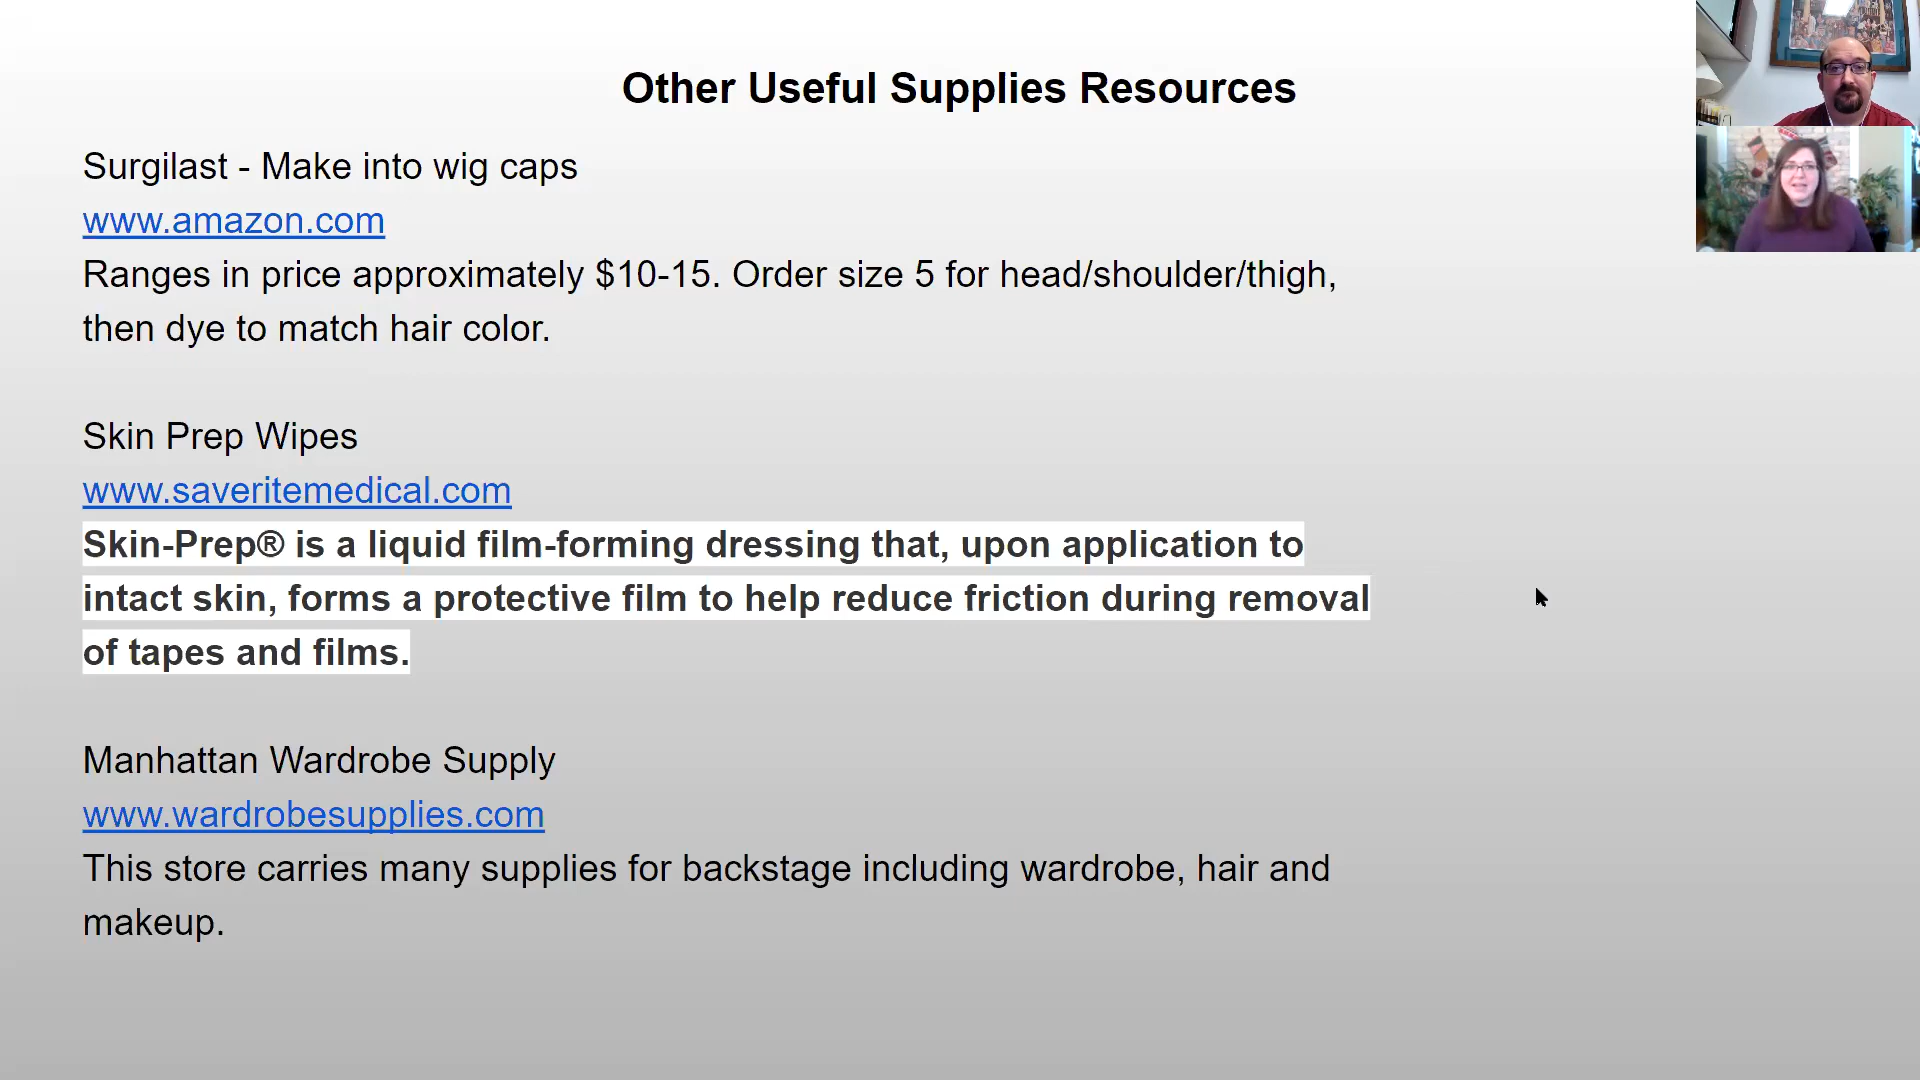 Other Useful Supplies Resources
Surgilast - Make into wig caps
www.amazon.com
Ranges in price approximately $10-15. Order size 5 for head/shoulder/thigh,
then dye to match hair color.
Skin Prep Wipes
www.saveritemedical.com
Skin-Prep® is a liquid film-forming dressing that, upon application to
intact skin, forms a protective film to help reduce friction during removal
of tapes and films.
Manhattan Wardrobe Supply
www.wardrobesupplies.com
This store carries many supplies for backstage including wardrobe, hair and
makeup.